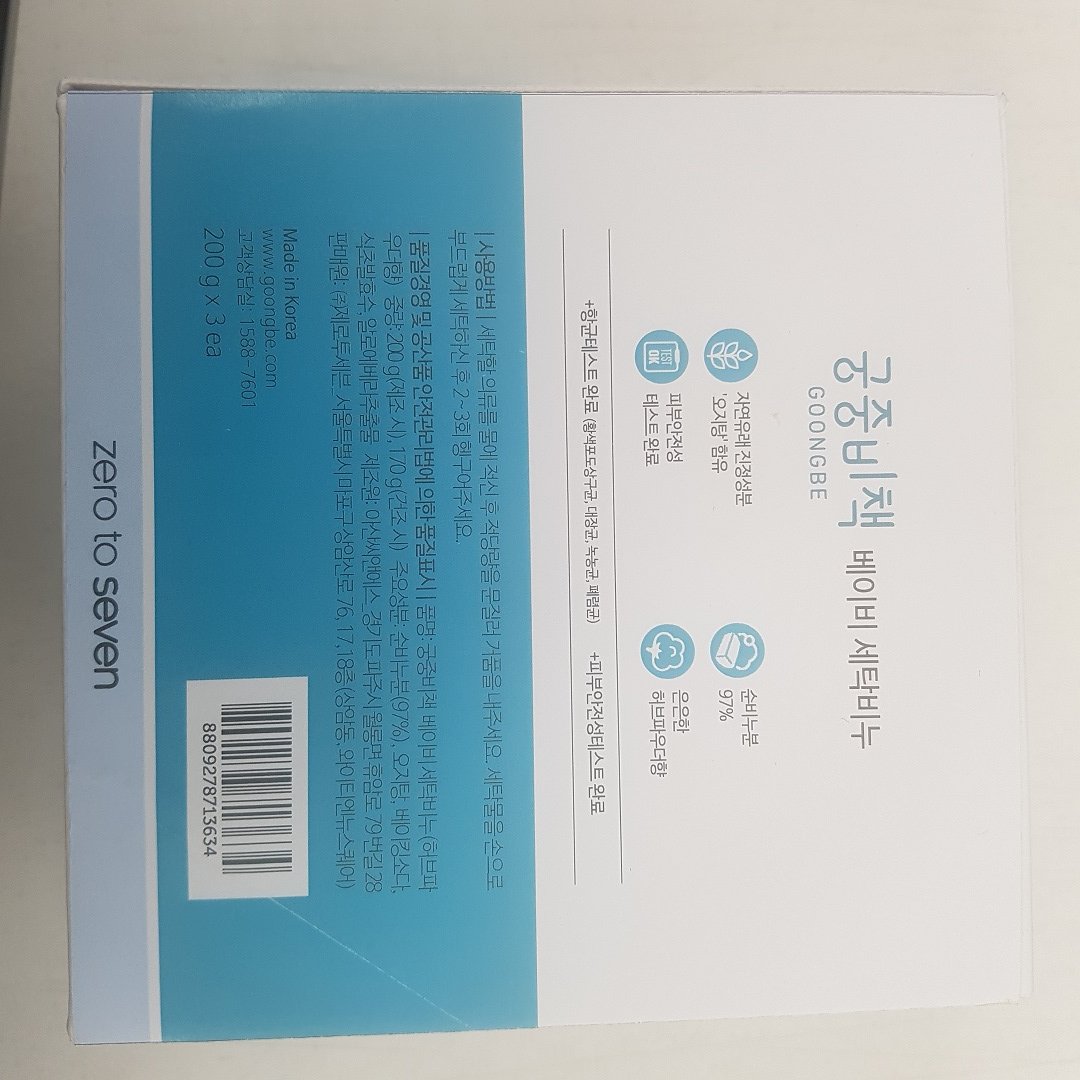 궁중비책 베이비 세탁비누
GOONGBE
자연유래 진정성분
'오지탕' 함유
순비누분
97%
TEST
OK
피부안전성
테스트 완료
은은한
허브파우더향
+항균테스트 완료 (황색포도상구균, 대장균, 녹농균, 폐렴균) +피부안전성테스트 완료
| 사용방법 | 세탁할 의류를 물에 적신 후 적당량을 문질러 거품을 내주세요. 세탁물을 손으로
부드럽게 세탁하신 후 2~3회 헹구어주세요.
| 품질경영 및 공산품 안전관리법에 의한 품질표시 | 품명: 궁중비책 베이비 세탁비누 (허브파
우더향) 중량:200 g(제조 시), 170 g(건조 시) 주요성분: 순비누분(97%), 오지탕, 베이킹소다,
식초발효수, 알로에베라추출물 제조원: 아산씨앤에스_경기도 파주시 월롱면 휴암로 79번길 28
판매원: (주)제로투세븐_서울특별시 마포구 상암산로 76, 17,18층 (상암동, 와이티엔뉴스퀘어)
Made in Korea
www.goongbe.com
고객상담실: 1588-7601
200 g x 3 ea
8809278713634
zero to seven